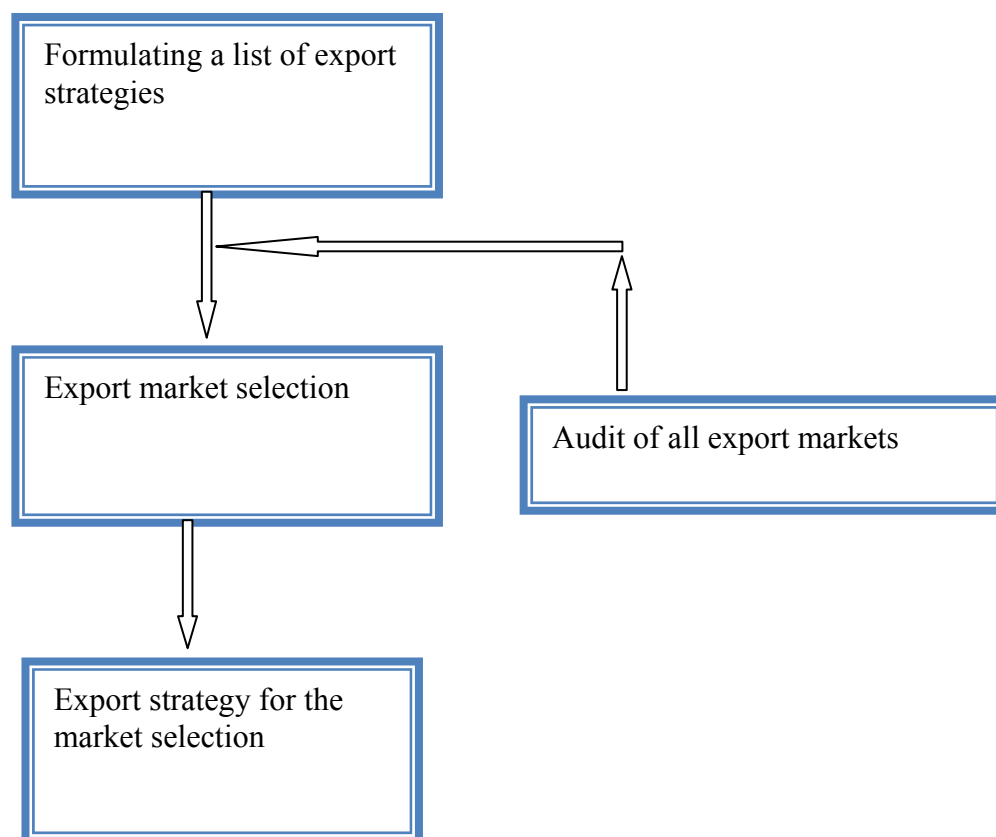 Formulating a list of export
strategies
Export market selection
Audit of all export markets
Export strategy for the
market selection